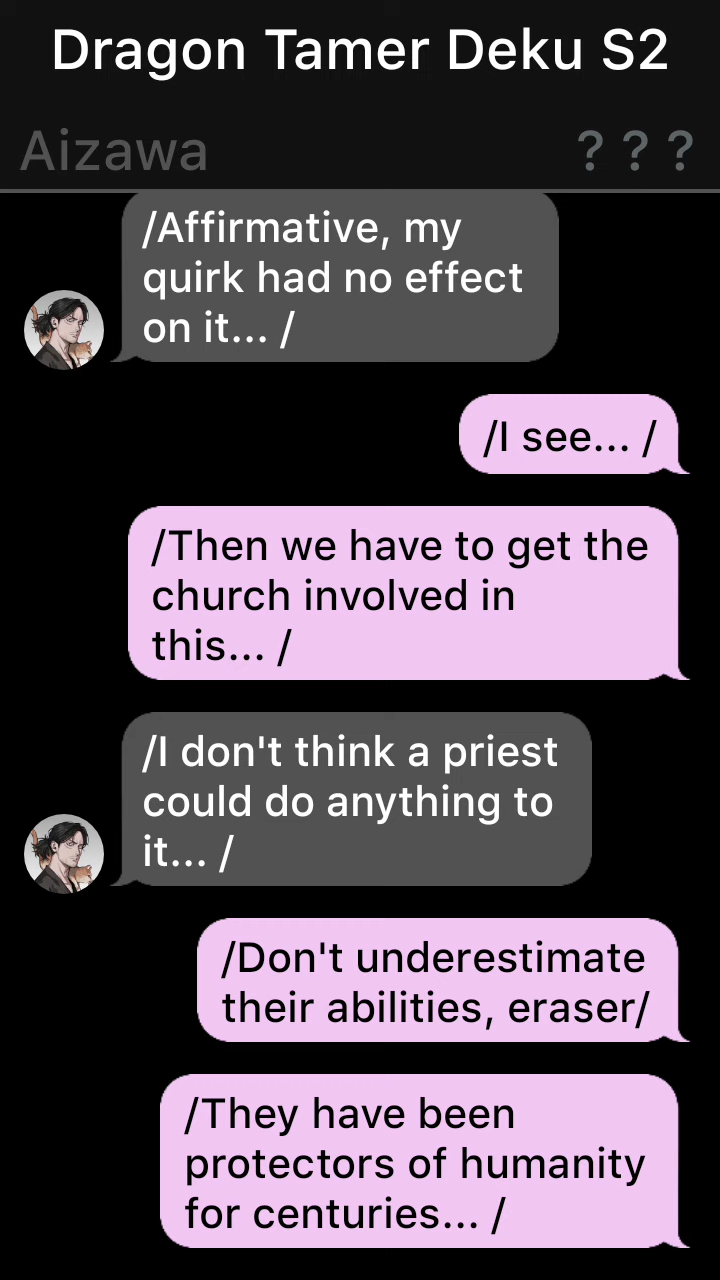 Dragon Tamer Deku S2
Aizawa ? ? ?
/Affirmative, my
quirk had no effect
on it... /
/I see... /
/Then we have to get the
church involved in
this... /
/I don't think a priest
could do anything to
it... /
/Don't underestimate
their abilities, eraser/
/They have been
protectors of humanity
for centuries... /